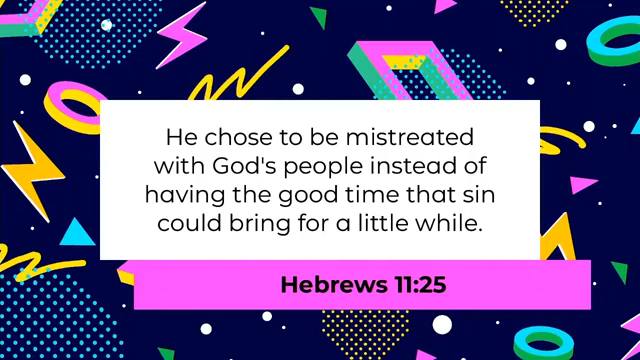 He chose to be mistreated
with God's people instead of
having the good time that sin
could bring for a little while.
Hebrews 11:25